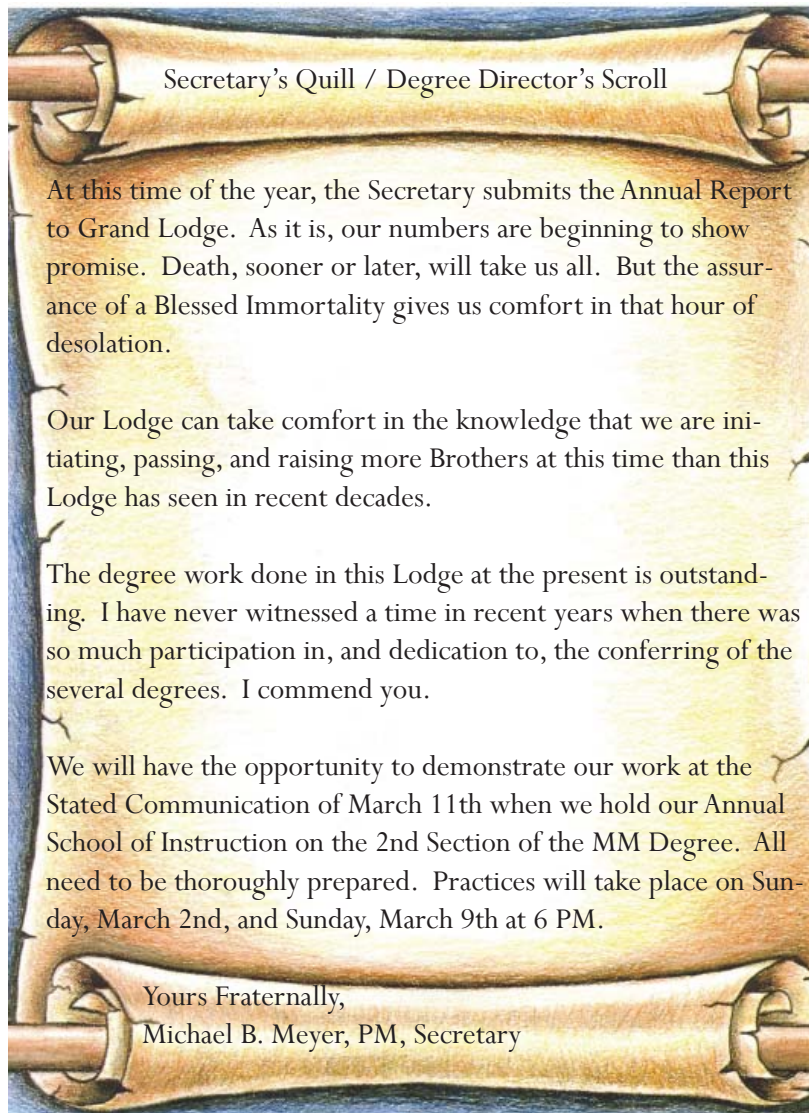 Secretary’s Quill / Degree Director’s Scroll
At this time of the year, the Secretary submits the Annual Report
to Grand Lodge.  As it is, our numbers are beginning to show
promise.  Death, sooner or later, will take us all.  But the assur-
ance of a Blessed Immortality gives us comfort in that hour of
desolation.
Our Lodge can take comfort in the knowledge that we are ini-
tiating, passing, and raising more Brothers at this time than this
Lodge has seen in recent decades.
The degree work done in this Lodge at the present is outstand-
ing.  I have never witnessed a time in recent years when there was
so much participation in, and dedication to, the conferring of the
several degrees.  I commend you.
We will have the opportunity to demonstrate our work at the
Stated Communication of March 11th when we hold our Annual
School of Instruction on the 2nd Section of the MM Degree.  All
need to be thoroughly prepared.  Practices will take place on Sun-
day, March 2nd, and Sunday, March 9th at 6 PM.
Yours Fraternally,
Michael B. Meyer, PM, Secretary